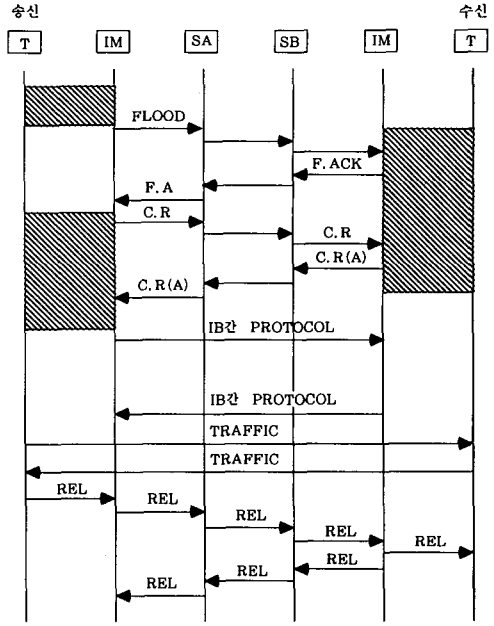 송신 수신
T IM SA SB IM T
FLOOD
F.ACK
F.A
C.R
C.R
C.R(A)
C.R(A)
IB간 PROTOCOL
IB간 PROTOCOL
TRAFFIC
TRAFFIC
REL
REL
REL
REL
REL
REL
REL
REL